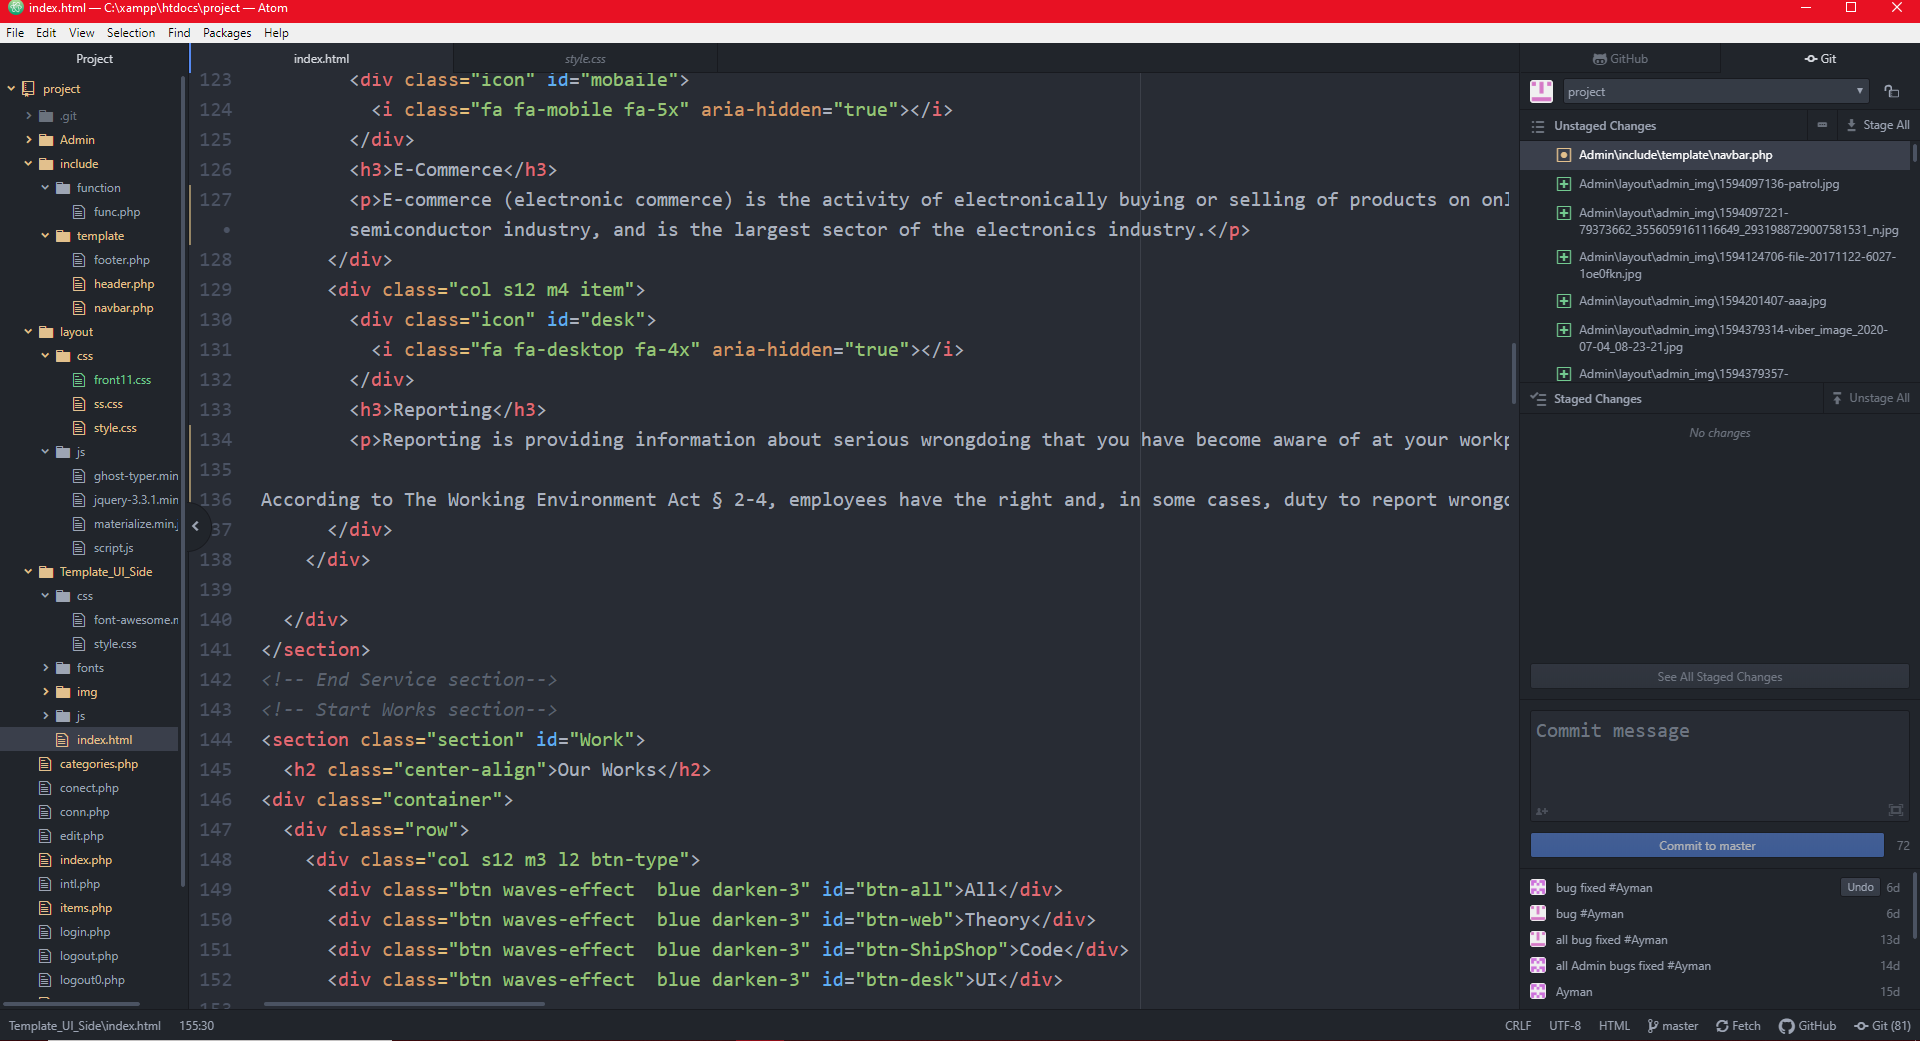 index.html — C:\xampp\htdocs\project — Atom
File Edit View Selection Find Packages Help
Project
project
.git
Admin
include
function
func.php
template
footer.php
header.php
navbar.php
layout
css
front11.css
ss.css
style.css
js
ghost-typer.min
jquery-3.3.1.min
materialize.min.j
script.js
Template_UI_Side
css
font-awesome.m
style.css
fonts
img
js
index.html
categories.php
conect.php
conn.php
edit.php
index.php
intl.php
items.php
login.php
logout.php
logout0.php
index.html style.css
123 <div class="icon" id="mobaile">
124 <i class="fa fa-mobile fa-5x" aria-hidden="true"></i>
125 </div>
126 <h3>E-Commerce</h3>
127 <p>E-commerce (electronic commerce) is the activity of electronically buying or selling of products on onl
• semiconductor industry, and is the largest sector of the electronics industry.</p>
128 </div>
129 <div class="col s12 m4 item">
130 <div class="icon" id="desk">
131 <i class="fa fa-desktop fa-4x" aria-hidden="true"></i>
132 </div>
133 <h3>Reporting</h3>
134 <p>Reporting is providing information about serious wrongdoing that you have become aware of at your workp
135
136 According to The Working Environment Act § 2-4, employees have the right and, in some cases, duty to report wrongd
37 </div>
138 </div>
139
140 </div>
141 </section>
142 <!-- End Service section-->
143 <!-- Start Works section-->
144 <section class="section" id="Work">
145 <h2 class="center-align">Our Works</h2>
146 <div class="container">
147 <div class="row">
148 <div class="col s12 m3 l2 btn-type">
149 <div class="btn waves-effect  blue darken-3" id="btn-all">All</div>
150 <div class="btn waves-effect  blue darken-3" id="btn-web">Theory</div>
151 <div class="btn waves-effect  blue darken-3" id="btn-ShipShop">Code</div>
152 <div class="btn waves-effect  blue darken-3" id="btn-desk">UI</div>
153
GitHub Git
project
Unstaged Changes Stage All
Admin\include\template\navbar.php
Admin\layout\admin_img\1594097136-patrol.jpg
Admin\layout\admin_img\1594097221-
79373662_3556059161116649_2931988729007581531_n.jpg
Admin\layout\admin_img\1594124706-file-20171122-6027-
1oe0fkn.jpg
Admin\layout\admin_img\1594201407-aaa.jpg
Admin\layout\admin_img\1594379314-viber_image_2020-
07-04_08-23-21.jpg
Admin\layout\admin_img\1594379357-
Staged Changes Unstage All
No changes
See All Staged Changes
Commit message
Commit to master 72
bug fixed #Ayman Undo 6d
bug #Ayman 6d
all bug fixed #Ayman 13d
all Admin bugs fixed #Ayman 14d
Ayman 15d
Template_UI_Side\index.html 155:30 CRLF UTF-8 HTML master Fetch GitHub Git (81)